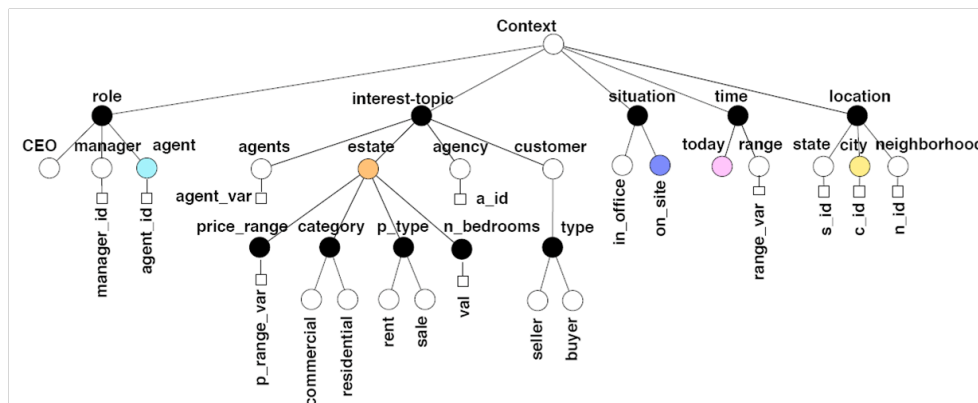 Context
role
interest-topic
situation
time
location
CEO
manager
agent
agents
estate
agency
customer
today
range
state
city
neighborhood
manager_id
agent_id
agent_var
a_id
in_office
on_site
range_var
s_id
c_id
n_id
price_range
category
p_type
n_bedrooms
type
p_range_var
commercial
residential
rent
sale
val
seller
buyer